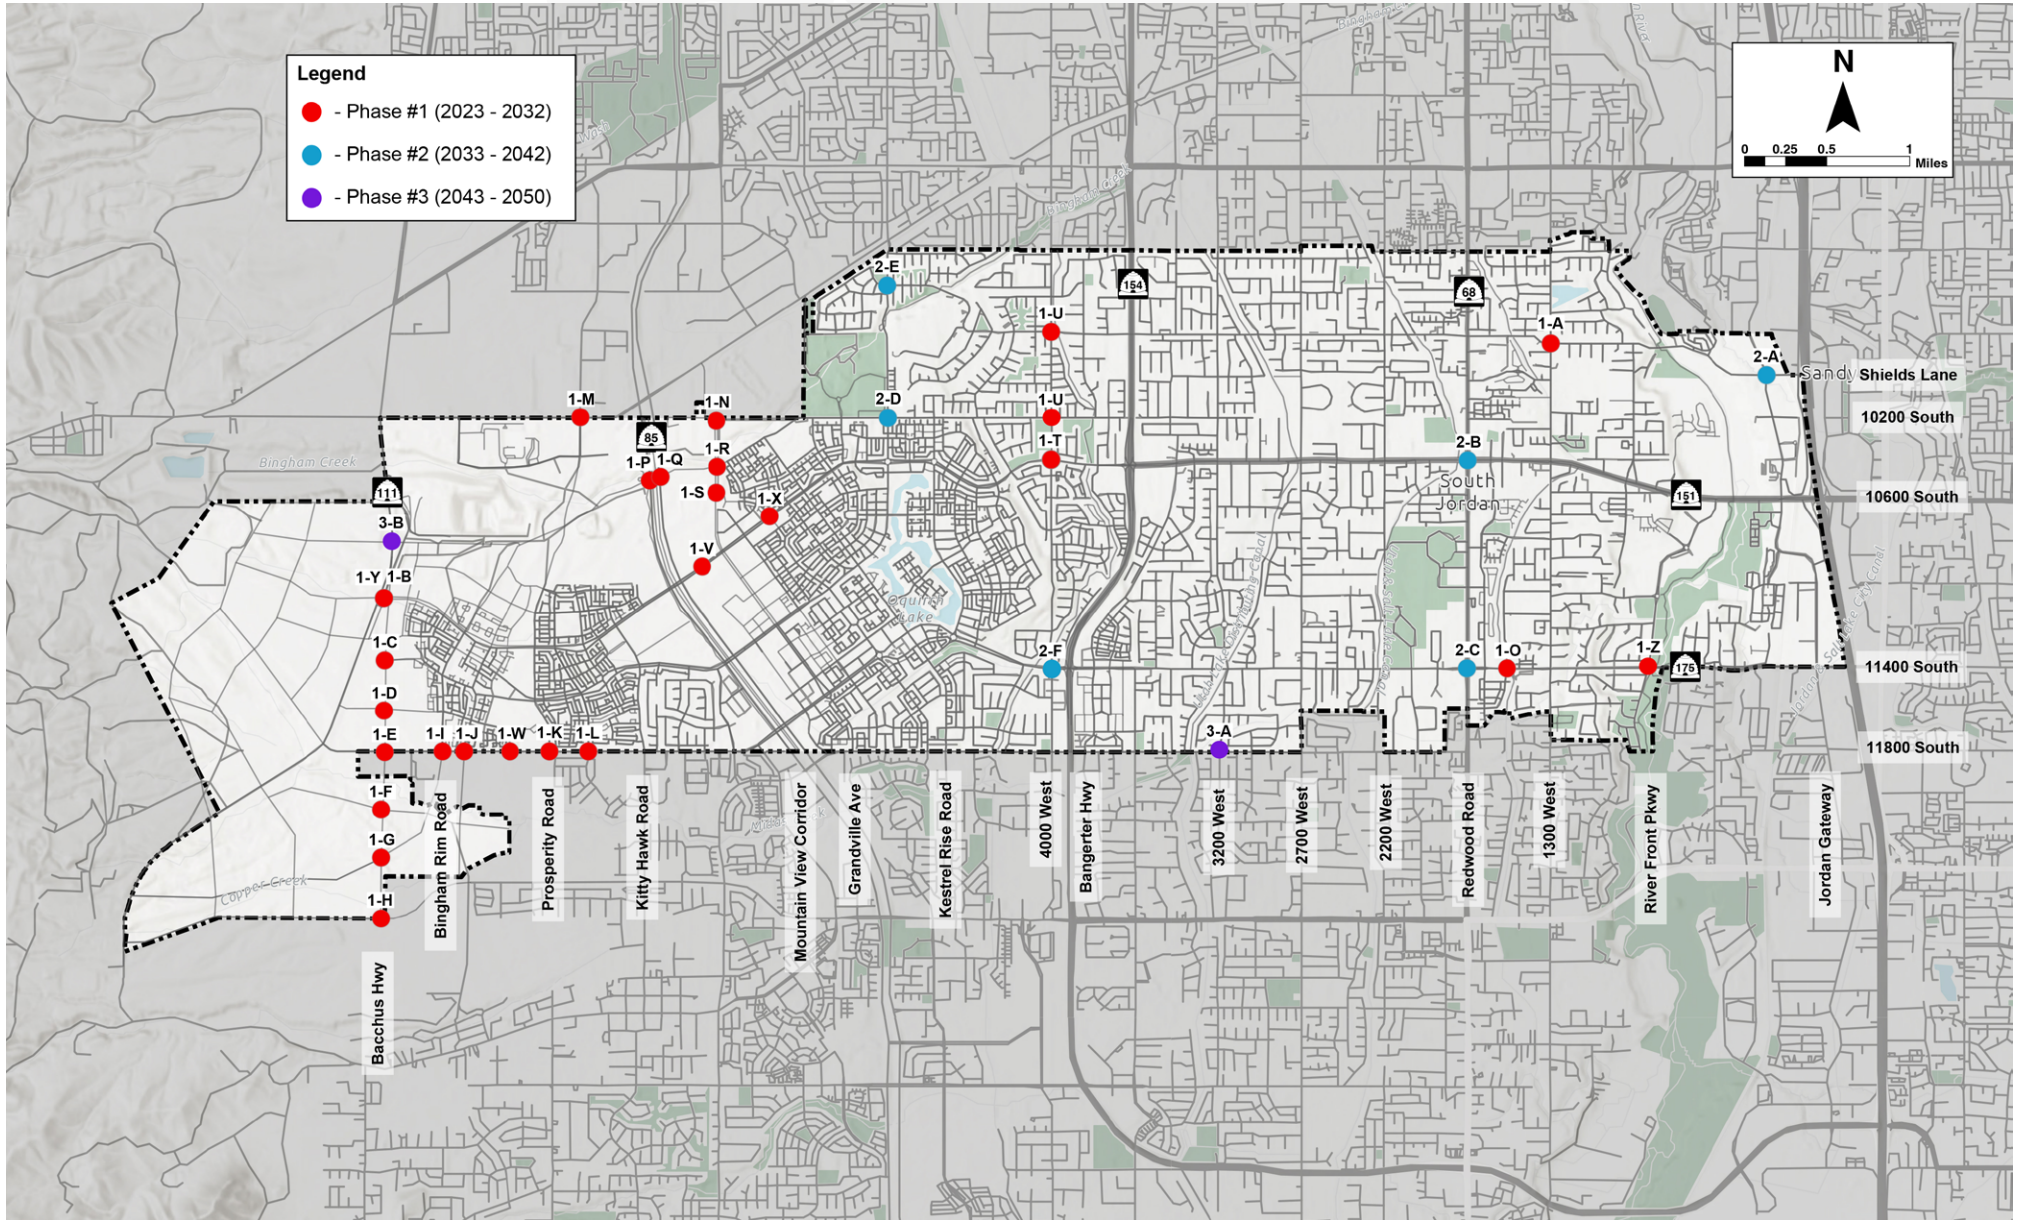 Legend
- Phase #1 (2023 - 2032)
- Phase #2 (2033 - 2042)
- Phase #3 (2043 - 2050)
N
0 0.25 0.5 1
Miles
Bingham Creek
2-E
154
68
1-U
1-A
2-A
Sandy
Shields Lane
1-M
1-N
2-D
1-U
10200 South
85
1-T
2-B
Bingham Creek
1-P
1-Q
1-R
South
Jordan
111
1-S
1-X
151
10600 South
3-B
1-V
1-Y
1-B
Lake
1-C
2-F
2-C
1-O
1-Z
175
11400 South
1-D
1-E
1-I
1-J
1-W
1-K
1-L
3-A
11800 South
1-F
1-G
Copper Creek
1-H
Bacchus Hwy
Bingham Rim Road
Prosperity Road
Kitty Hawk Road
Mountain View Corridor
Grandville Ave
Kestrel Rise Road
4000 West
Bangerter Hwy
3200 West
2700 West
2200 West
Redwood Road
1300 West
River Front Pkwy
Jordan Gateway